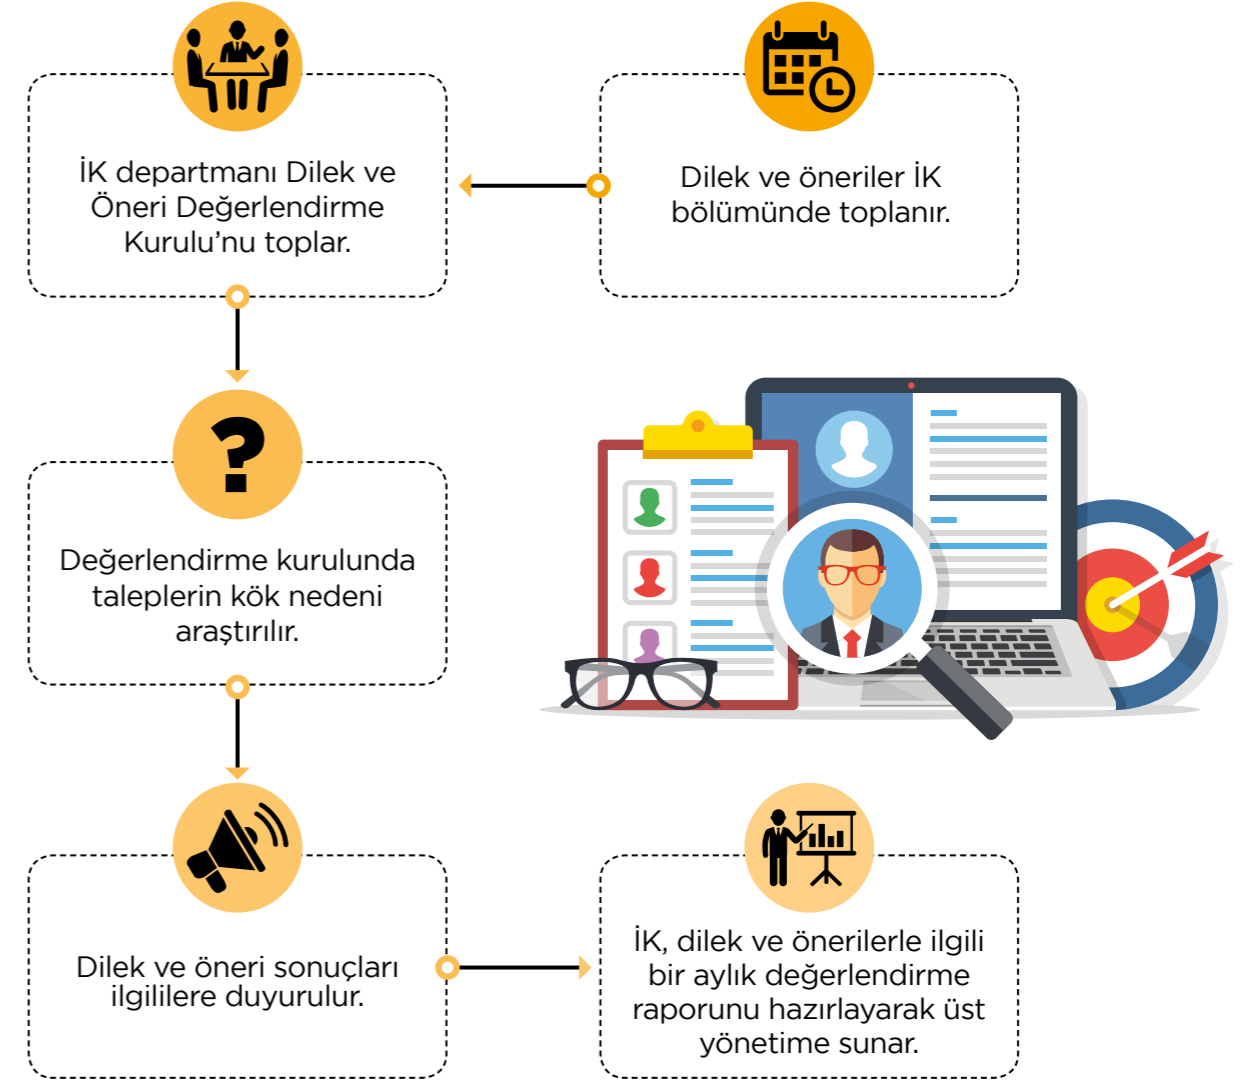 Dilek ve öneriler İK
bölümünde toplanır.
İK departmanı Dilek ve
Öneri Değerlendirme
Kurulu’nu toplar.
Değerlendirme kurulunda
taleplerin kök nedeni
araştırılır.
Dilek ve öneri sonuçları
ilgililere duyurulur.
İK, dilek ve önerilerle ilgili
bir aylık değerlendirme
raporunu hazırlayarak üst
yönetime sunar.